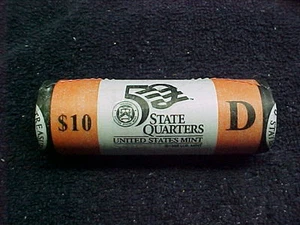 50
$10
STATE
QUARTERS
D
UNITED STATES MINT